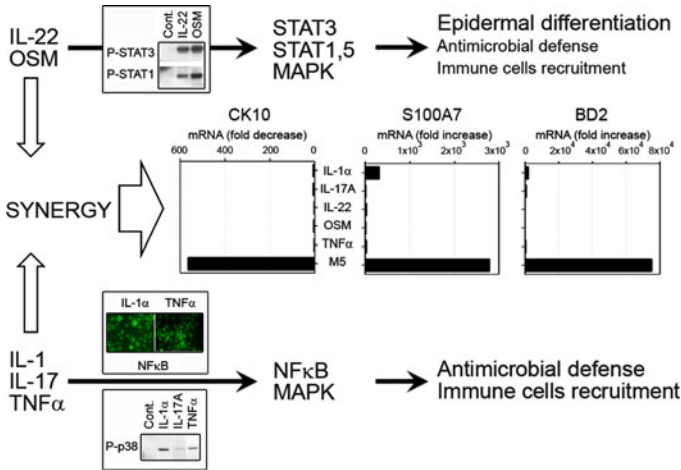 IL-22
OSM
Cont.
IL-22
OSM
P-STAT3
P-STAT1
STAT3
STAT1,5
MAPK
Epidermal differentiation
Antimicrobial defense
Immune cells recruitment
SYNERGY
CK10
mRNA (fold decrease)
600 400 200 0
S100A7
mRNA (fold increase)
0 1x10³ 2x10³ 3x10³
BD2
mRNA (fold increase)
0 2x10⁴ 4x10⁴ 6x10⁴ 8x10⁴
IL-1α
IL-17A
IL-22
OSM
TNFα
M5
IL-1α TNFα
NFκB
IL-1
IL-17
TNFα
NFκB
MAPK
Antimicrobial defense
Immune cells recruitment
Cont.
IL-1α
IL-17A
TNFα
P-p38